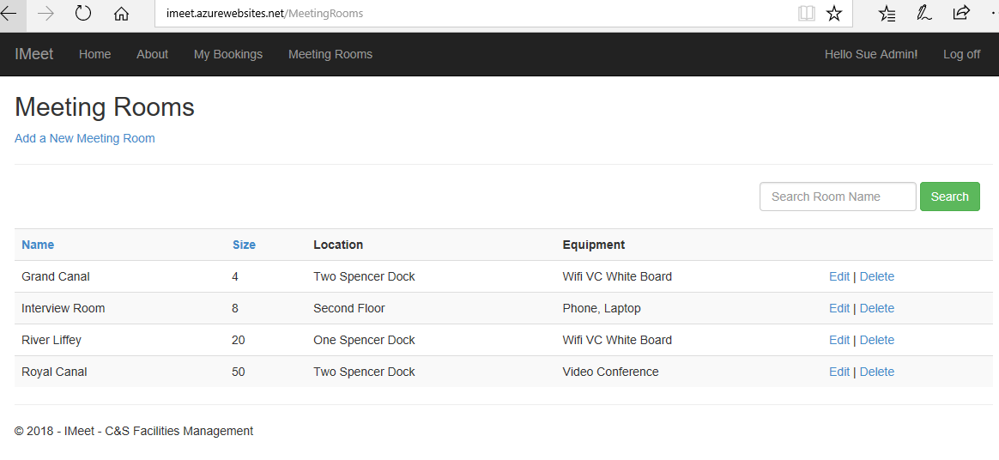 imeet.azurewebsites.net/MeetingRooms
IMeet Home About My Bookings Meeting Rooms Hello Sue Admin! Log off
Meeting Rooms
Add a New Meeting Room
Search Room Name Search
Name Size Location Equipment
Grand Canal 4 Two Spencer Dock Wifi VC White Board Edit | Delete
Interview Room 8 Second Floor Phone, Laptop Edit | Delete
River Liffey 20 One Spencer Dock Wifi VC White Board Edit | Delete
Royal Canal 50 Two Spencer Dock Video Conference Edit | Delete
© 2018 - IMeet - C&S Facilities Management